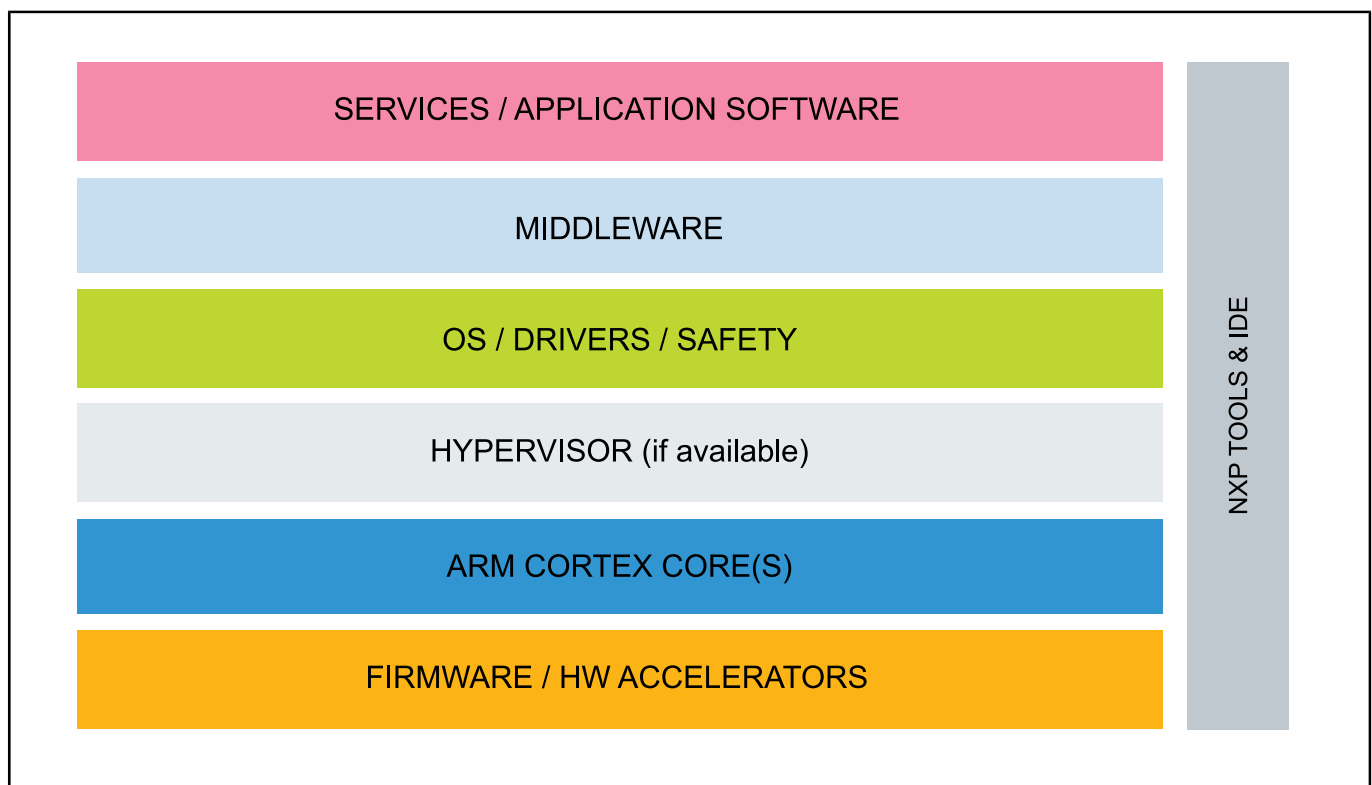 SERVICES / APPLICATION SOFTWARE
MIDDLEWARE
OS / DRIVERS / SAFETY
HYPERVISOR (if available)
ARM CORTEX CORE(S)
FIRMWARE / HW ACCELERATORS
NXP TOOLS & IDE